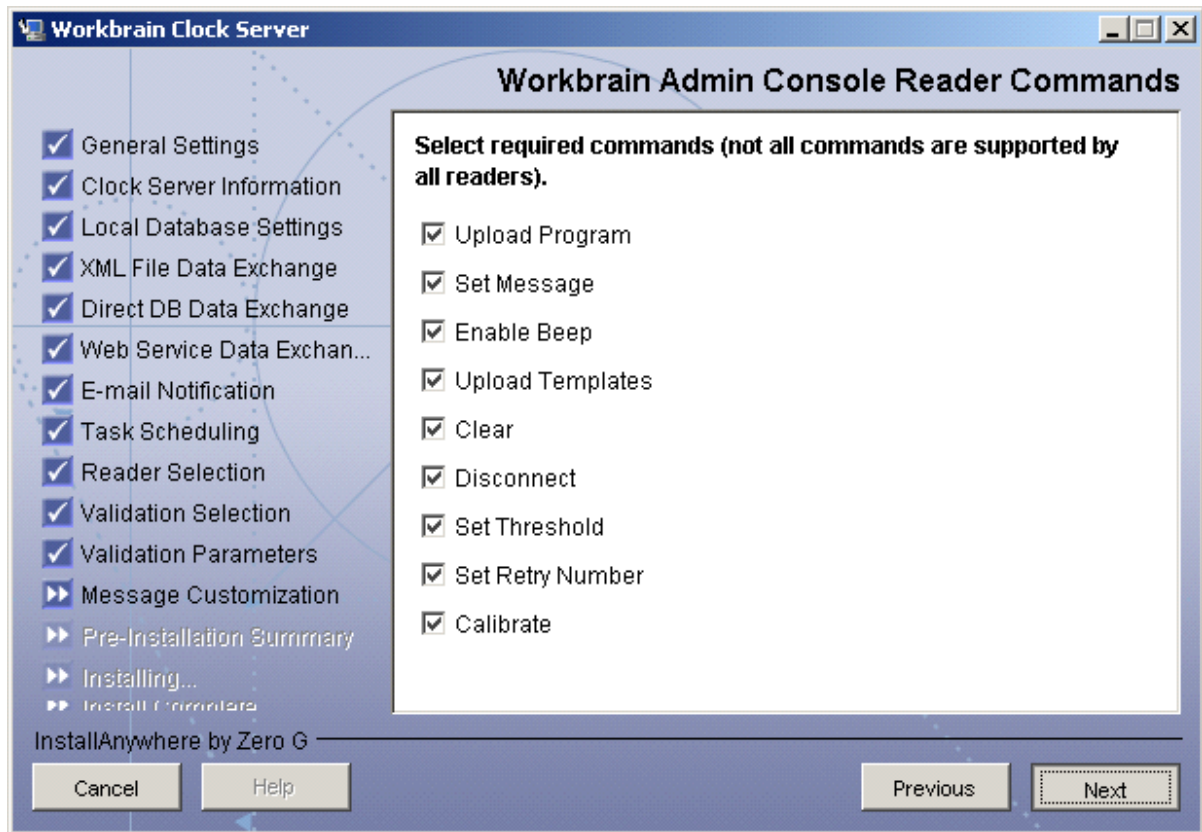 Workbrain Clock Server
Workbrain Admin Console Reader Commands
General Settings
Clock Server Information
Local Database Settings
XML File Data Exchange
Direct DB Data Exchange
Web Service Data Exchan...
E-mail Notification
Task Scheduling
Reader Selection
Validation Selection
Validation Parameters
Message Customization
Pre-Installation Summary
Installing...
Install Complete
Select required commands (not all commands are supported by
all readers).
Upload Program
Set Message
Enable Beep
Upload Templates
Clear
Disconnect
Set Threshold
Set Retry Number
Calibrate
InstallAnywhere by Zero G
Cancel
Help
Previous
Next